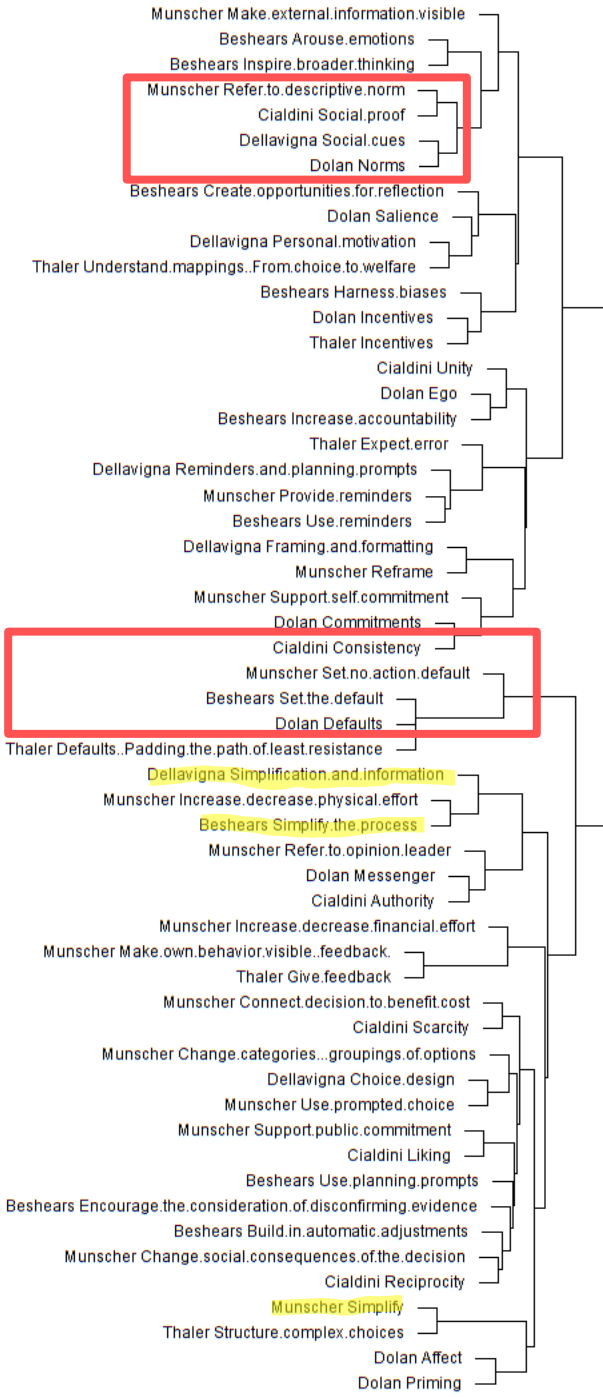 Munscher Make.external.information.visible
Beshears Arouse.emotions
Beshears Inspire.broader.thinking
Munscher Refer.to.descriptive.norm
Cialdini Social.proof
Dellavigna Social.cues
Dolan Norms
Beshears Create.opportunities.for.reflection
Dolan Salience
Dellavigna Personal.motivation
Thaler Understand.mappings..From.choice.to.welfare
Beshears Harness.biases
Dolan Incentives
Thaler Incentives
Cialdini Unity
Dolan Ego
Beshears Increase.accountability
Thaler Expect.error
Dellavigna Reminders.and.planning.prompts
Munscher Provide.reminders
Beshears Use.reminders
Dellavigna Framing.and.formatting
Munscher Reframe
Munscher Support.self.commitment
Dolan Commitments
Cialdini Consistency
Munscher Set.no.action.default
Beshears Set.the.default
Dolan Defaults
Thaler Defaults..Padding.the.path.of.least.resistance
Dellavigna Simplification.and.information
Munscher Increase.decrease.physical.effort
Beshears Simplify.the.process
Munscher Refer.to.opinion.leader
Dolan Messenger
Cialdini Authority
Munscher Increase.decrease.financial.effort
Munscher Make.own.behavior.visible..feedback.
Thaler Give.feedback
Munscher Connect.decision.to.benefit.cost
Cialdini Scarcity
Munscher Change.categories...groupings.of.options
Dellavigna Choice.design
Munscher Use.prompted.choice
Munscher Support.public.commitment
Cialdini Liking
Beshears Use.planning.prompts
Beshears Encourage.the.consideration.of.disconfirming.evidence
Beshears Build.in.automatic.adjustments
Munscher Change.social.consequences.of.the.decision
Cialdini Reciprocity
Munscher Simplify
Thaler Structure.complex.choices
Dolan Affect
Dolan Priming